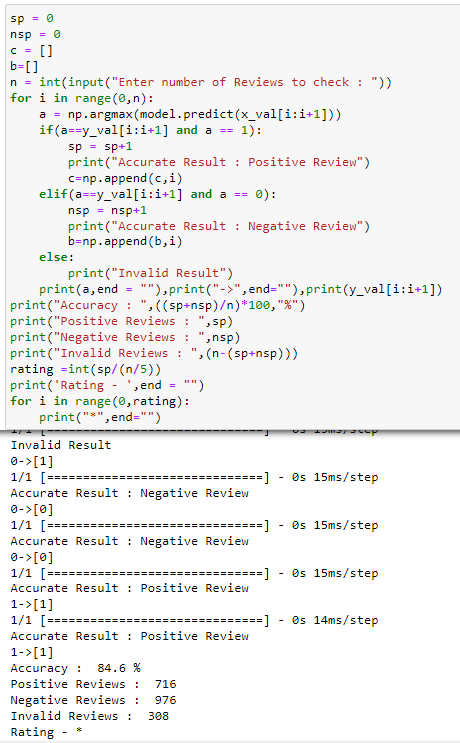 sp = 0
nsp = 0
c = []
b=[]
n = int(input("Enter number of Reviews to check : "))
for i in range(0,n):
    a = np.argmax(model.predict(x_val[i:i+1]))
    if(a==y_val[i:i+1] and a == 1):
        sp = sp+1
        print("Accurate Result : Positive Review")
        c=np.append(c,i)
    elif(a==y_val[i:i+1] and a == 0):
        nsp = nsp+1
        print("Accurate Result : Negative Review")
        b=np.append(b,i)
    else:
        print("Invalid Result")
    print(a,end = ""),print("->",end=""),print(y_val[i:i+1])
print("Accuracy : ",((sp+nsp)/n)*100,"%")
print("Positive Reviews : ",sp)
print("Negative Reviews : ",nsp)
print("Invalid Reviews : ",(n-(sp+nsp)))
rating =int(sp/(n/5))
print('Rating - ',end = "")
for i in range(0,rating):
    print("*",end="")
1/1 [==============================] - 0s 15ms/step
Invalid Result
0->[1]
1/1 [==============================] - 0s 15ms/step
Accurate Result : Negative Review
0->[0]
1/1 [==============================] - 0s 15ms/step
Accurate Result : Negative Review
0->[0]
1/1 [==============================] - 0s 15ms/step
Accurate Result : Positive Review
1->[1]
1/1 [==============================] - 0s 14ms/step
Accurate Result : Positive Review
1->[1]
Accuracy :  84.6 %
Positive Reviews :  716
Negative Reviews :  976
Invalid Reviews :  308
Rating - *